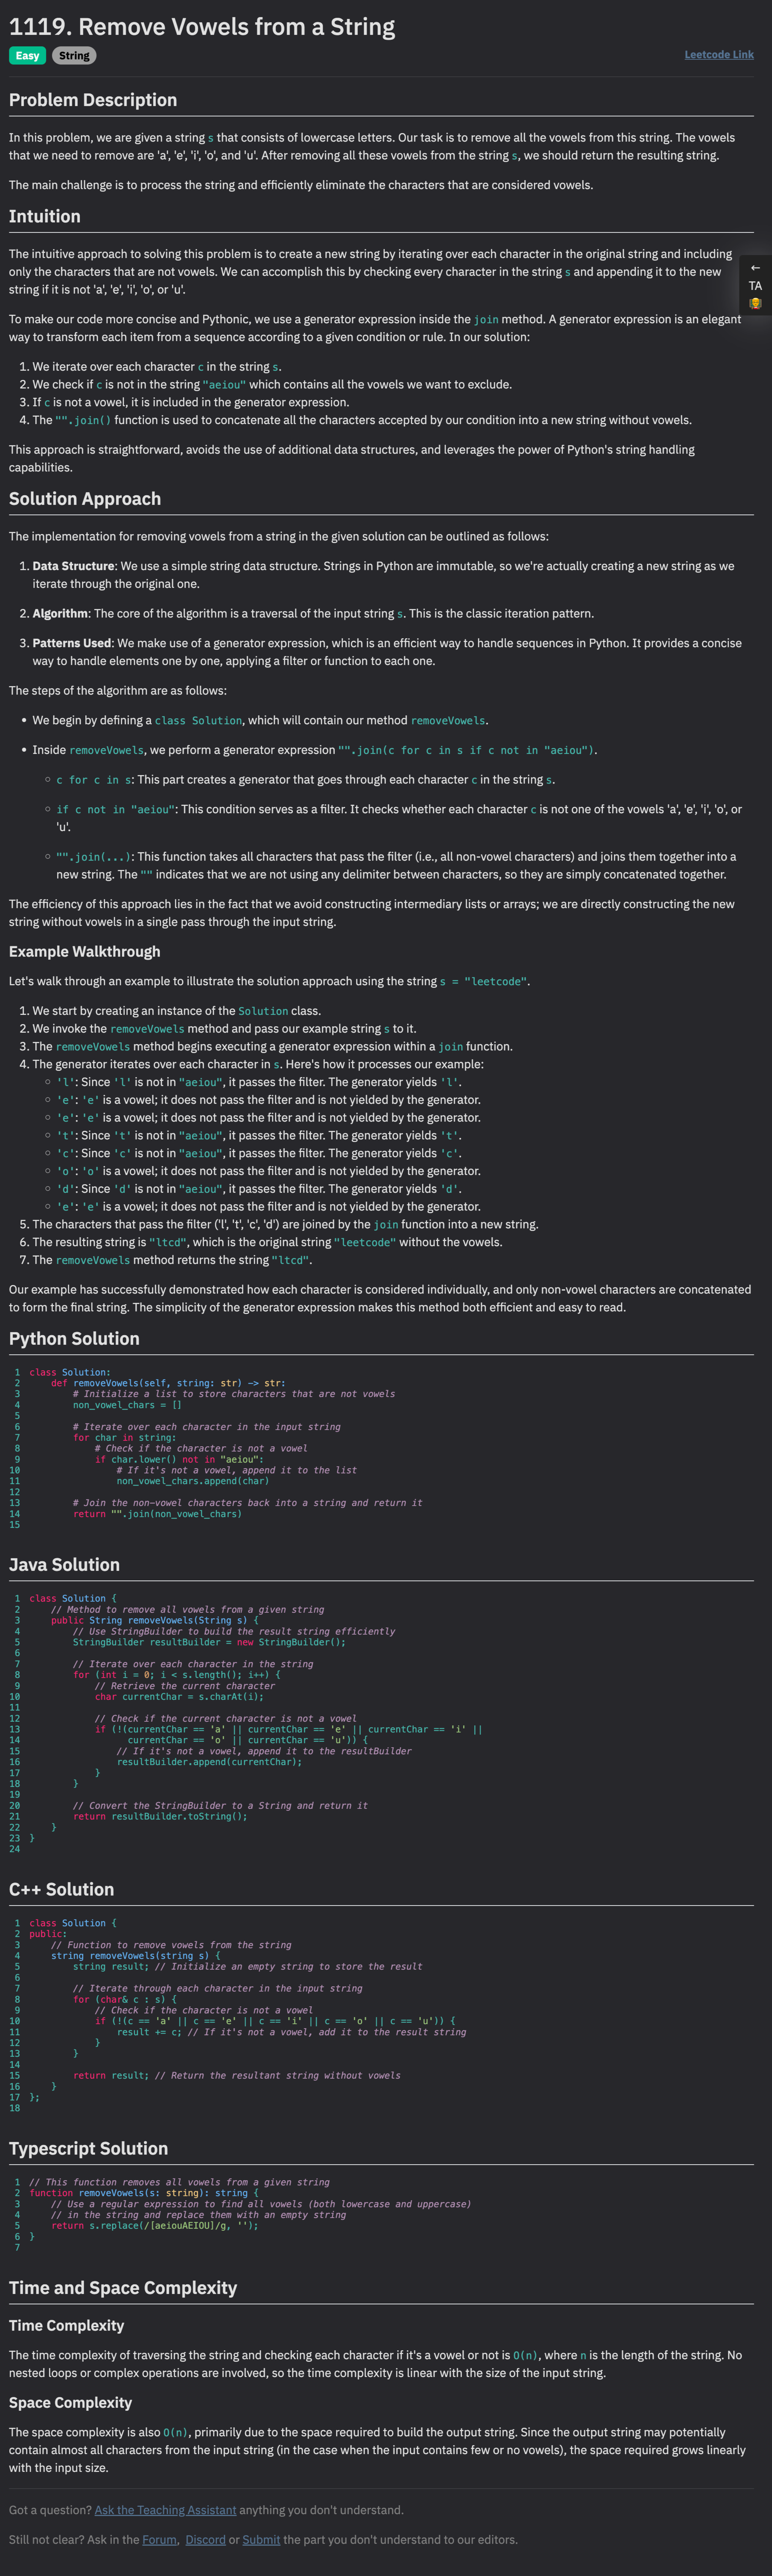 1119. Remove Vowels from a String
Easy String Leetcode Link
Problem Description
In this problem, we are given a string s that consists of lowercase letters. Our task is to remove all the vowels from this string. The vowels
that we need to remove are 'a', 'e', 'i', 'o', and 'u'. After removing all these vowels from the string s, we should return the resulting string.
The main challenge is to process the string and efficiently eliminate the characters that are considered vowels.
Intuition
The intuitive approach to solving this problem is to create a new string by iterating over each character in the original string and including
only the characters that are not vowels. We can accomplish this by checking every character in the string s and appending it to the new
string if it is not 'a', 'e', 'i', 'o', or 'u'.
←
TA
To make our code more concise and Pythonic, we use a generator expression inside the join method. A generator expression is an elegant
way to transform each item from a sequence according to a given condition or rule. In our solution:
1. We iterate over each character c in the string s.
2. We check if c is not in the string "aeiou" which contains all the vowels we want to exclude.
3. If c is not a vowel, it is included in the generator expression.
4. The "".join() function is used to concatenate all the characters accepted by our condition into a new string without vowels.
This approach is straightforward, avoids the use of additional data structures, and leverages the power of Python's string handling
capabilities.
Solution Approach
The implementation for removing vowels from a string in the given solution can be outlined as follows:
1. Data Structure: We use a simple string data structure. Strings in Python are immutable, so we're actually creating a new string as we
iterate through the original one.
2. Algorithm: The core of the algorithm is a traversal of the input string s. This is the classic iteration pattern.
3. Patterns Used: We make use of a generator expression, which is an efficient way to handle sequences in Python. It provides a concise
way to handle elements one by one, applying a filter or function to each one.
The steps of the algorithm are as follows:
• We begin by defining a class Solution, which will contain our method removeVowels.
• Inside removeVowels, we perform a generator expression "".join(c for c in s if c not in "aeiou").
◦ c for c in s: This part creates a generator that goes through each character c in the string s.
◦ if c not in "aeiou": This condition serves as a filter. It checks whether each character c is not one of the vowels 'a', 'e', 'i', 'o', or
'u'.
◦ "".join(...): This function takes all characters that pass the filter (i.e., all non-vowel characters) and joins them together into a
new string. The "" indicates that we are not using any delimiter between characters, so they are simply concatenated together.
The efficiency of this approach lies in the fact that we avoid constructing intermediary lists or arrays; we are directly constructing the new
string without vowels in a single pass through the input string.
Example Walkthrough
Let's walk through an example to illustrate the solution approach using the string s = "leetcode".
1. We start by creating an instance of the Solution class.
2. We invoke the removeVowels method and pass our example string s to it.
3. The removeVowels method begins executing a generator expression within a join function.
4. The generator iterates over each character in s. Here's how it processes our example:
◦ 'l': Since 'l' is not in "aeiou", it passes the filter. The generator yields 'l'.
◦ 'e': 'e' is a vowel; it does not pass the filter and is not yielded by the generator.
◦ 'e': 'e' is a vowel; it does not pass the filter and is not yielded by the generator.
◦ 't': Since 't' is not in "aeiou", it passes the filter. The generator yields 't'.
◦ 'c': Since 'c' is not in "aeiou", it passes the filter. The generator yields 'c'.
◦ 'o': 'o' is a vowel; it does not pass the filter and is not yielded by the generator.
◦ 'd': Since 'd' is not in "aeiou", it passes the filter. The generator yields 'd'.
◦ 'e': 'e' is a vowel; it does not pass the filter and is not yielded by the generator.
5. The characters that pass the filter ('l', 't', 'c', 'd') are joined by the join function into a new string.
6. The resulting string is "ltcd", which is the original string "leetcode" without the vowels.
7. The removeVowels method returns the string "ltcd".
Our example has successfully demonstrated how each character is considered individually, and only non-vowel characters are concatenated
to form the final string. The simplicity of the generator expression makes this method both efficient and easy to read.
Python Solution
1 class Solution:
2     def removeVowels(self, string: str) -> str:
3         # Initialize a list to store characters that are not vowels
4         non_vowel_chars = []
5
6         # Iterate over each character in the input string
7         for char in string:
8             # Check if the character is not a vowel
9             if char.lower() not in "aeiou":
10                 # If it's not a vowel, append it to the list
11                 non_vowel_chars.append(char)
12
13         # Join the non-vowel characters back into a string and return it
14         return "".join(non_vowel_chars)
15
Java Solution
1 class Solution {
2     // Method to remove all vowels from a given string
3     public String removeVowels(String s) {
4         // Use StringBuilder to build the result string efficiently
5         StringBuilder resultBuilder = new StringBuilder();
6
7         // Iterate over each character in the string
8         for (int i = 0; i < s.length(); i++) {
9             // Retrieve the current character
10             char currentChar = s.charAt(i);
11
12             // Check if the current character is not a vowel
13             if (!(currentChar == 'a' || currentChar == 'e' || currentChar == 'i' ||
14                   currentChar == 'o' || currentChar == 'u')) {
15                 // If it's not a vowel, append it to the resultBuilder
16                 resultBuilder.append(currentChar);
17             }
18         }
19
20         // Convert the StringBuilder to a String and return it
21         return resultBuilder.toString();
22     }
23 }
24
C++ Solution
1 class Solution {
2 public:
3     // Function to remove vowels from the string
4     string removeVowels(string s) {
5         string result; // Initialize an empty string to store the result
6
7         // Iterate through each character in the input string
8         for (char& c : s) {
9             // Check if the character is not a vowel
10             if (!(c == 'a' || c == 'e' || c == 'i' || c == 'o' || c == 'u')) {
11                 result += c; // If it's not a vowel, add it to the result string
12             }
13         }
14
15         return result; // Return the resultant string without vowels
16     }
17 };
18
Typescript Solution
1 // This function removes all vowels from a given string
2 function removeVowels(s: string): string {
3     // Use a regular expression to find all vowels (both lowercase and uppercase)
4     // in the string and replace them with an empty string
5     return s.replace(/[aeiouAEIOU]/g, '');
6 }
7
Time and Space Complexity
Time Complexity
The time complexity of traversing the string and checking each character if it's a vowel or not is O(n), where n is the length of the string. No
nested loops or complex operations are involved, so the time complexity is linear with the size of the input string.
Space Complexity
The space complexity is also O(n), primarily due to the space required to build the output string. Since the output string may potentially
contain almost all characters from the input string (in the case when the input contains few or no vowels), the space required grows linearly
with the input size.
Got a question? Ask the Teaching Assistant anything you don't understand.
Still not clear? Ask in the Forum, Discord or Submit the part you don't understand to our editors.